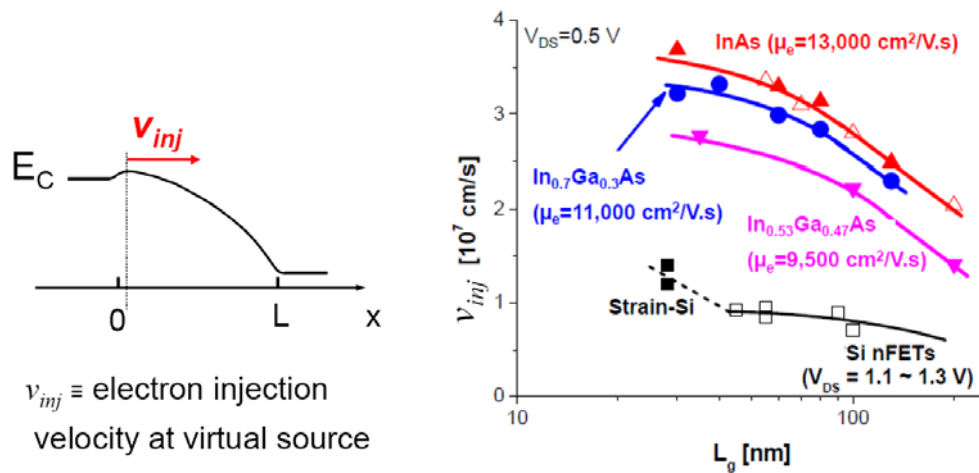 v_inj
E_C
0
L
x
v_inj ≡ electron injection
velocity at virtual source
V_DS=0.5 V
InAs (μ_e=13,000 cm²/V.s)
In_0.7Ga_0.3As
(μ_e=11,000 cm²/V.s)
In_0.53Ga_0.47As
(μ_e=9,500 cm²/V.s)
Strain-Si
Si nFETs
(V_DS = 1.1 ~ 1.3 V)
v_inj [10⁷ cm/s]
4
3
2
1
0
10
100
L_g [nm]